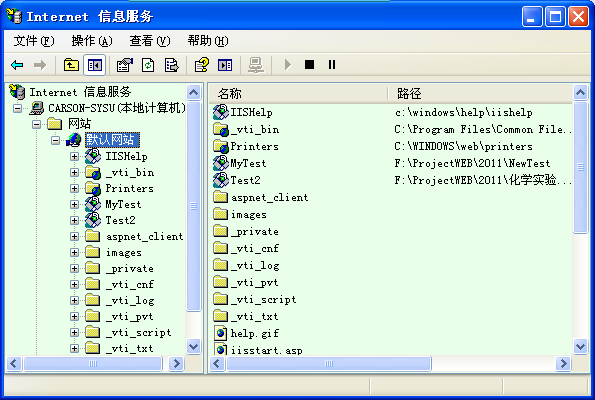 Internet 信息服务
文件(F) 操作(A) 查看(V) 帮助(H)
Internet 信息服务
CARSON-SYSU(本地计算机)
网站
默认网站
IISHelp
_vti_bin
Printers
MyTest
Test2
aspnet_client
images
_private
_vti_cnf
_vti_log
_vti_pvt
_vti_script
_vti_txt
名称 路径
IISHelp c:\windows\help\iishelp
_vti_bin C:\Program Files\Common File...
Printers C:\WINDOWS\web\printers
MyTest F:\ProjectWEB\2011\NewTest
Test2 F:\ProjectWEB\2011\化学实验...
aspnet_client
images
_private
_vti_cnf
_vti_log
_vti_pvt
_vti_script
_vti_txt
help.gif
iisstart.asp